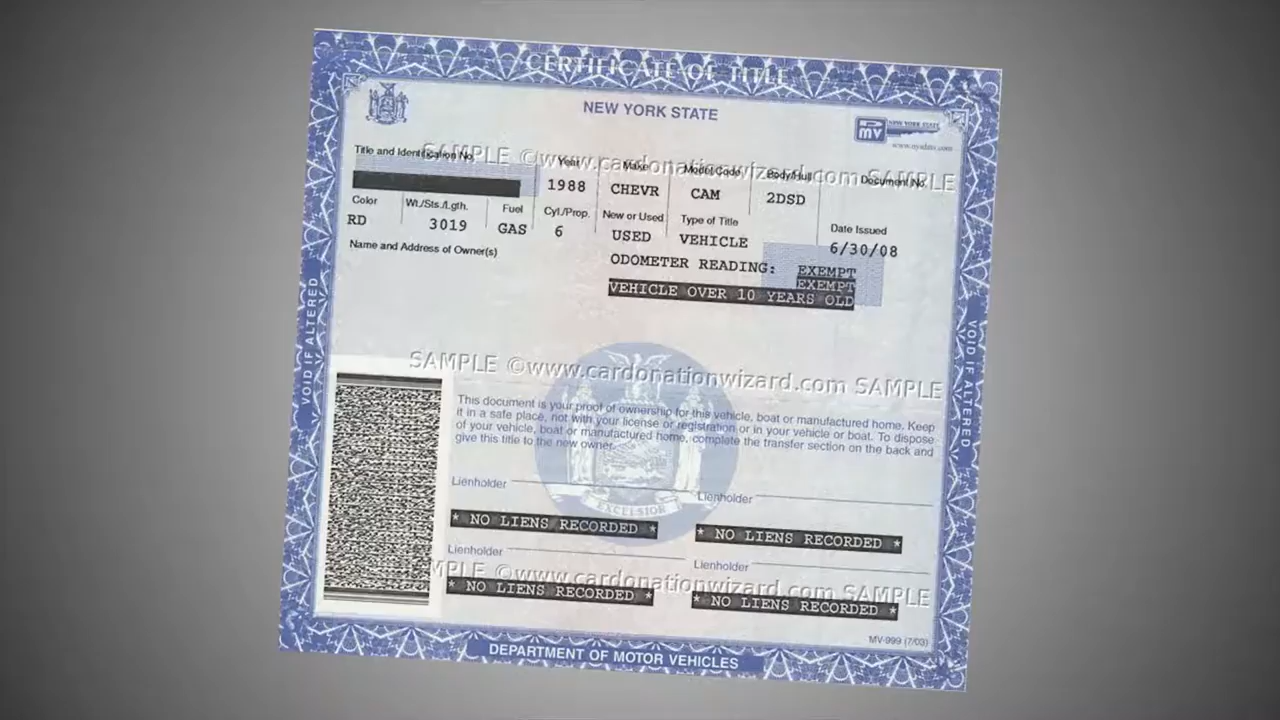 CERTIFICATE OF TITLE
NEW YORK STATE
DMV NEW YORK STATE
SAMPLE ©www.cardonationwizard.com SAMPLE
Title and Identification No. Year Make Model Code Body/Hull Document No.
1988 CHEVR CAM 2DSD
Color Wt./Sts./Lgth. Fuel Cyl./Prop. New or Used Type of Title Date Issued
RD 3019 GAS 6 USED VEHICLE 6/30/08
Name and Address of Owner(s)
ODOMETER READING: EXEMPT
EXEMPT
VEHICLE OVER 10 YEARS OLD
VOID IF ALTERED
VOID IF ALTERED
SAMPLE ©www.cardonationwizard.com SAMPLE
This document is your proof of ownership for this vehicle, boat or manufactured home. Keep
it in a safe place, not with your license or registration or in your vehicle or boat. To dispose
of your vehicle, boat or manufactured home, complete the transfer section on the back and
give this title to the new owner.
Lienholder Lienholder
EXCELSIOR
* NO LIENS RECORDED * * NO LIENS RECORDED *
Lienholder Lienholder
MPLE ©www.cardonationwizard.com SAMPLE
* NO LIENS RECORDED * * NO LIENS RECORDED *
MV-999 (7/03)
DEPARTMENT OF MOTOR VEHICLES